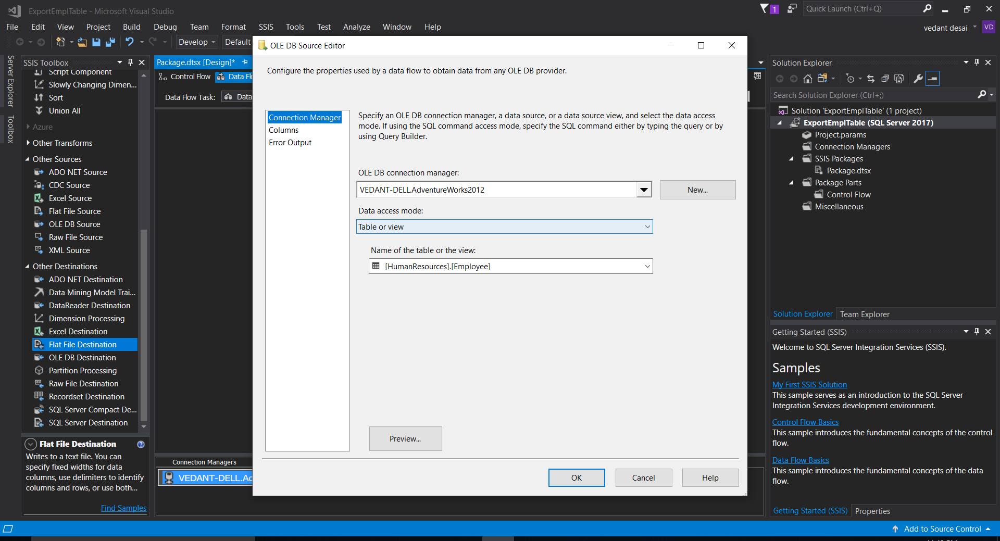 ExportEmplTable - Microsoft Visual Studio
1
Quick Launch (Ctrl+Q)
File Edit View Project Build Debug Team Format SSIS Tools Test Analyze Window Help
vedant desai
VD
Develop
Default
Server Explorer
Toolbox
SSIS Toolbox
Script Component
Slowly Changing Dimen...
Sort
Union All
Azure
Other Transforms
Other Sources
ADO NET Source
CDC Source
Excel Source
Flat File Source
OLE DB Source
Raw File Source
XML Source
Other Destinations
ADO NET Destination
Data Mining Model Trai...
DataReader Destination
Dimension Processing
Excel Destination
Flat File Destination
OLE DB Destination
Partition Processing
Raw File Destination
Recordset Destination
SQL Server Compact De...
SQL Server Destination
Flat File Destination
Writes to a text file. You can
specify fixed widths for data
columns, use delimiters to identify
columns and rows, or use both...
Find Samples
Package.dtsx [Design]*
Control Flow
Data Fl
Data Flow Task:
Data
Connection Managers
VEDANT-DELL.Ad
OLE DB Source Editor
Configure the properties used by a data flow to obtain data from any OLE DB provider.
Connection Manager
Columns
Error Output
Specify an OLE DB connection manager, a data source, or a data source view, and select the data access
mode. If using the SQL command access mode, specify the SQL command either by typing the query or by
using Query Builder.
OLE DB connection manager:
VEDANT-DELL.AdventureWorks2012
New...
Data access mode:
Table or view
Name of the table or the view:
[HumanResources].[Employee]
Preview...
OK
Cancel
Help
Solution Explorer
Search Solution Explorer (Ctrl+;)
Solution 'ExportEmplTable' (1 project)
ExportEmplTable (SQL Server 2017)
Project.params
Connection Managers
SSIS Packages
Package.dtsx
Package Parts
Control Flow
Miscellaneous
Solution Explorer
Team Explorer
Getting Started (SSIS)
Welcome to SQL Server Integration Services (SSIS).
Samples
My First SSIS Solution
This sample serves as an introduction to the SQL Server
Integration Services development environment.
Control Flow Basics
This sample introduces the fundamental concepts of the control
flow.
Data Flow Basics
This sample introduces the fundamental concepts of the data
flow.
Getting Started (SSIS)
Properties
Add to Source Control